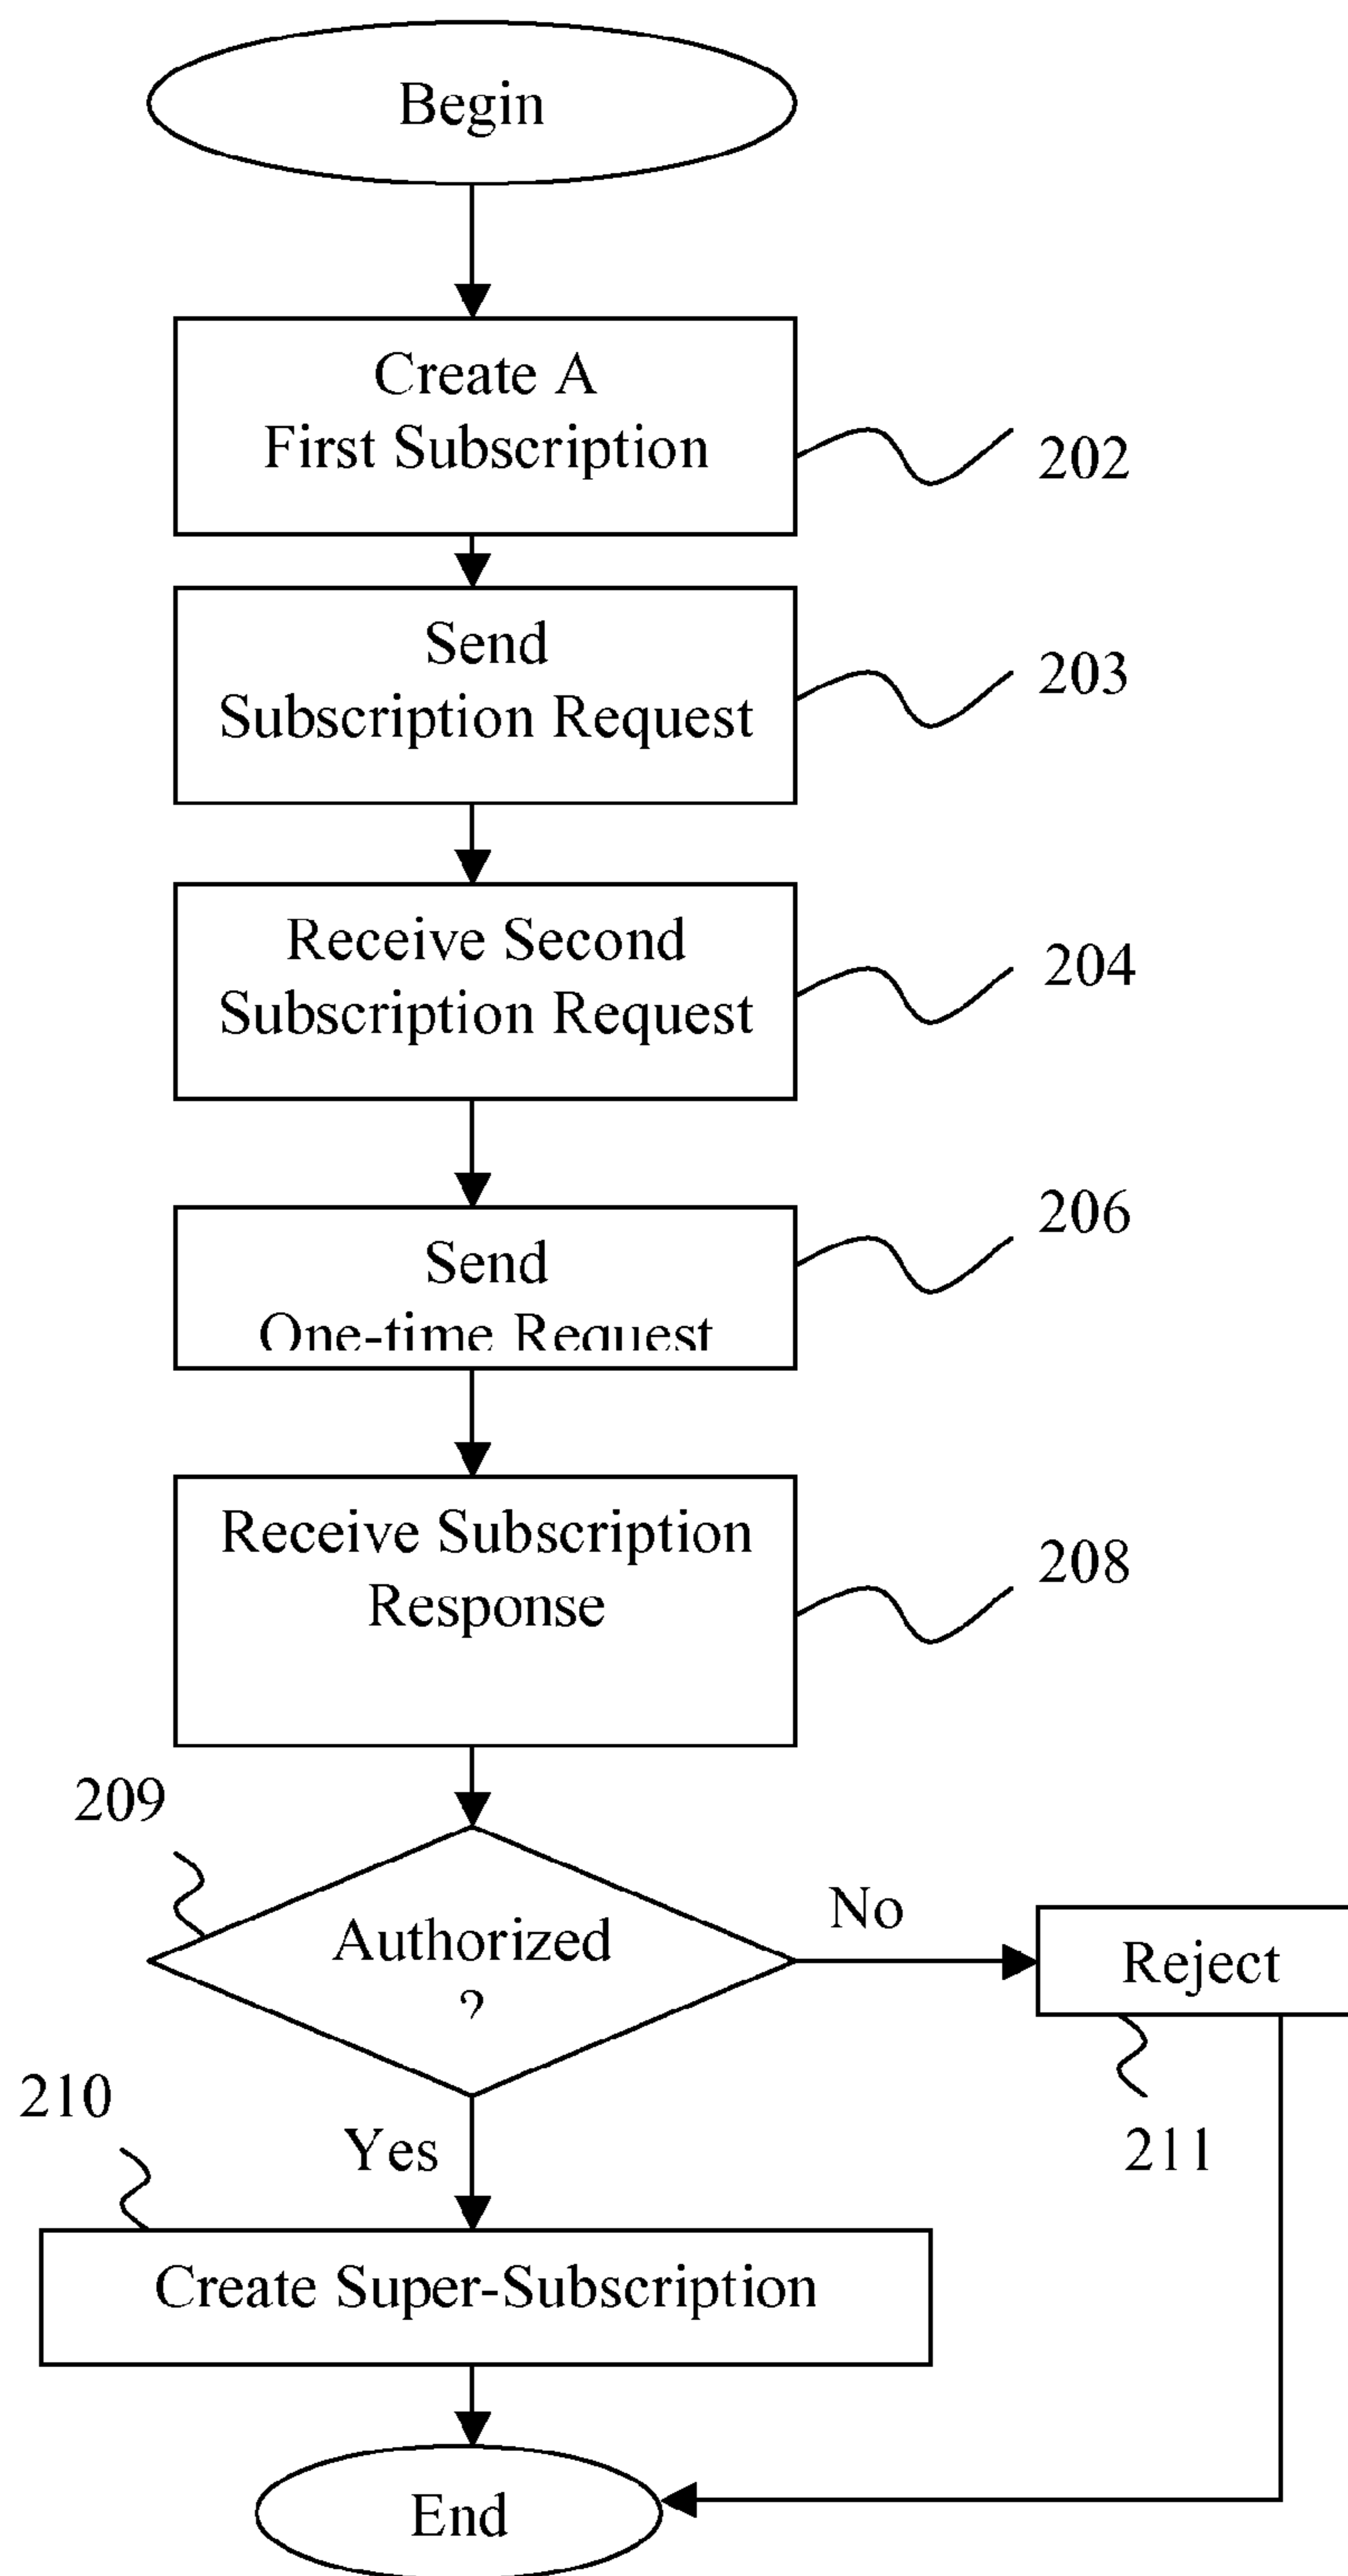 Begin
Create A
First Subscription
202
Send
Subscription Request
203
Receive Second
Subscription Request
204
Send
One-time Request
206
Receive Subscription
Response
208
209
Authorized
?
No
Reject
211
Yes
210
Create Super-Subscription
End